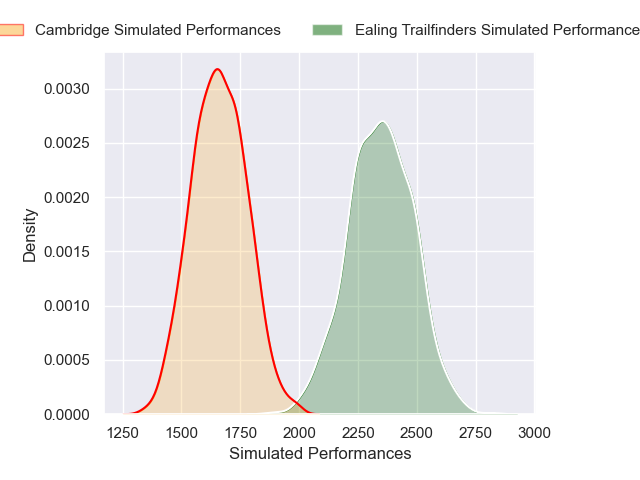 Cambridge Simulated Performances
Ealing Trailfinders Simulated Performance
0.0030
0.0025
0.0020
0.0015
0.0010
0.0005
0.0000
Density
1250 1500 1750 2000 2250 2500 2750 3000
Simulated Performances